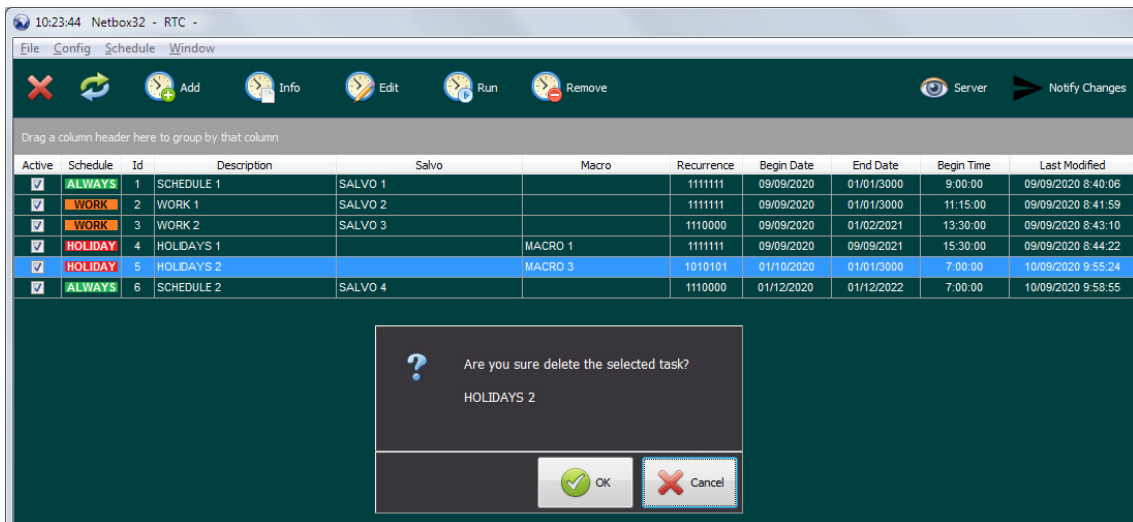 10:23:44 Netbox32 - RTC -
File Config Schedule Window
Add Info Edit Run Remove Server Notify Changes
Drag a column header here to group by that column
Active Schedule Id Description Salvo Macro Recurrence Begin Date End Date Begin Time Last Modified
ALWAYS 1 SCHEDULE 1 SALVO 1 1111111 09/09/2020 01/01/3000 9:00:00 09/09/2020 8:40:06
WORK 2 WORK 1 SALVO 2 1111111 09/09/2020 01/01/3000 11:15:00 09/09/2020 8:41:59
WORK 3 WORK 2 SALVO 3 1110000 09/09/2020 01/02/2021 13:30:00 09/09/2020 8:43:10
HOLIDAY 4 HOLIDAYS 1 MACRO 1 1111111 09/09/2020 09/09/2021 15:30:00 09/09/2020 8:44:22
HOLIDAY 5 HOLIDAYS 2 MACRO 3 1010101 01/10/2020 01/01/3000 7:00:00 10/09/2020 9:55:24
ALWAYS 6 SCHEDULE 2 SALVO 4 1110000 01/12/2020 01/12/2022 7:00:00 10/09/2020 9:58:55
Are you sure delete the selected task?
HOLIDAYS 2
OK Cancel